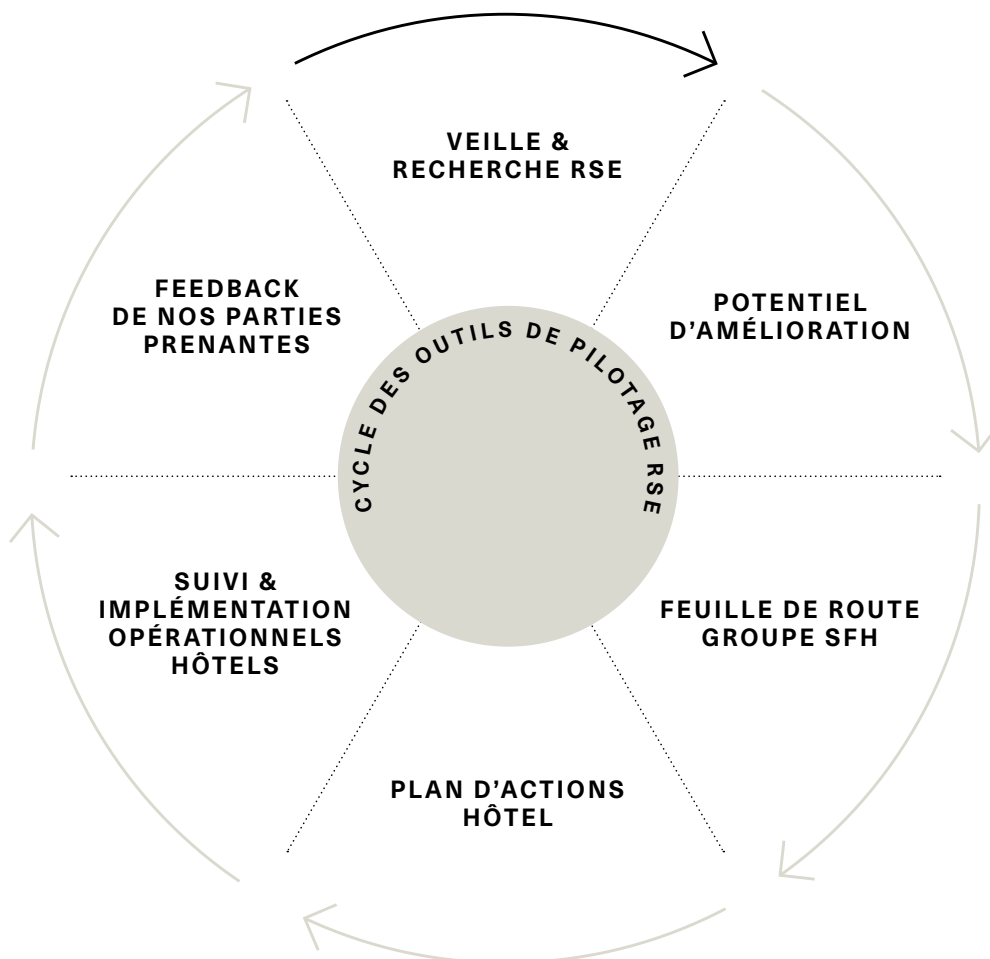 VEILLE &
RECHERCHE RSE
POTENTIEL
D’AMÉLIORATION
FEUILLE DE ROUTE
GROUPE SFH
PLAN D’ACTIONS
HÔTEL
SUIVI &
IMPLÉMENTATION
OPÉRATIONNELS
HÔTELS
FEEDBACK
DE NOS PARTIES
PRENANTES
CYCLE DES OUTILS DE PILOTAGE RSE